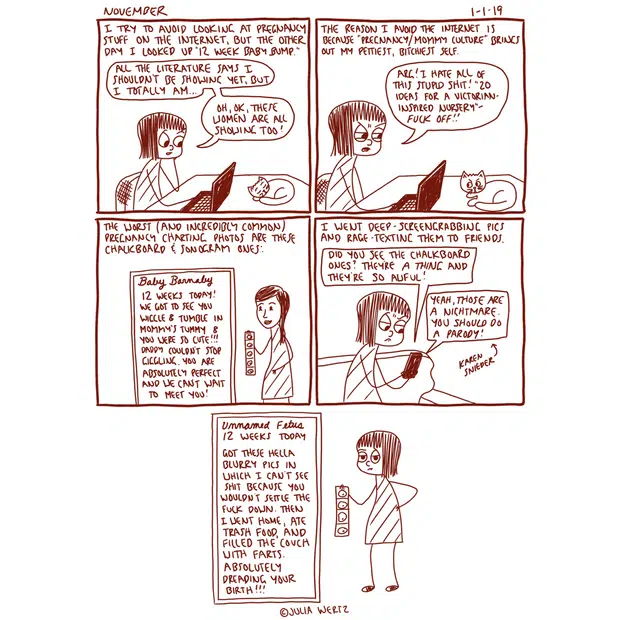 NOVEMBER
1-1-19
I TRY TO AVOID LOOKING AT PREGNANCY
STUFF ON THE INTERNET, BUT THE OTHER
DAY I LOOKED UP "12 WEEK BABY BUMP."
ALL THE LITERATURE SAYS I
SHOULDN'T BE SHOWING YET, BUT
I TOTALLY AM...
OH, OK, THESE
WOMEN ARE ALL
SHOWING TOO!
THE REASON I AVOID THE INTERNET IS
BECAUSE "PREGNANCY/MOMMY CULTURE" BRINGS
OUT MY PETTIEST, BITCHIEST SELF.
ARG! I HATE ALL OF
THIS STUPID SHIT! "20
IDEAS FOR A VICTORIAN-
INSPIRED NURSERY"-
FUCK OFF!!
THE WORST (AND INCREDIBLY COMMON)
PREGNANCY CHARTING PHOTOS ARE THESE
CHALKBOARD & SONOGRAM ONES:
Baby Barnaby
12 WEEKS TODAY!
WE GOT TO SEE YOU
WIGGLE & TUMBLE IN
MOMMY'S TUMMY &
YOU WERE SO CUTE!!!
DADDY COULDN'T STOP
GIGGLING. YOU ARE
ABSOLUTELY PERFECT
AND WE CANT WAIT
TO MEET YOU!
I WENT DEEP-SCREENGRABBING PICS
AND RAGE-TEXTING THEM TO FRIENDS.
DID YOU SEE THE CHALKBOARD
ONES? THEYRE A THING AND
THEY'RE SO AWFUL!
YEAH, THOSE ARE
A NIGHTMARE.
YOU SHOULD DO
A PARODY!
KAREN
SNIEDER
Unnamed Fetus
12 WEEKS TODAY
GOT THESE HELLA
BLURRY PICS IN
WHICH I CAN'T SEE
SHIT BECAUSE YOU
WOULDN'T SETTLE THE
FUCK DOWN. THEN
I WENT HOME, ATE
TRASH FOOD, AND
FILLED THE COUCH
WITH FARTS.
ABSOLUTELY
DREADING YOUR
BIRTH!!!
©JULIA WERTZ